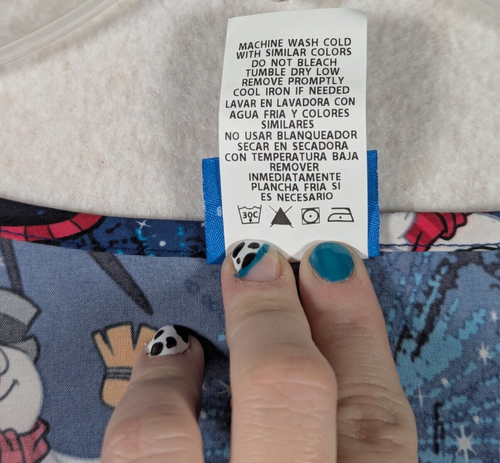 MACHINE WASH COLD
WITH SIMILAR COLORS
DO NOT BLEACH
TUMBLE DRY LOW
REMOVE PROMPTLY
COOL IRON IF NEEDED
LAVAR EN LAVADORA CON
AGUA FRIA Y COLORES
SIMILARES
NO USAR BLANQUEADOR
SECAR EN SECADORA
CON TEMPERATURA BAJA
REMOVER
INMEDIATAMENTE
PLANCHA FRIA SI
ES NECESARIO
30C